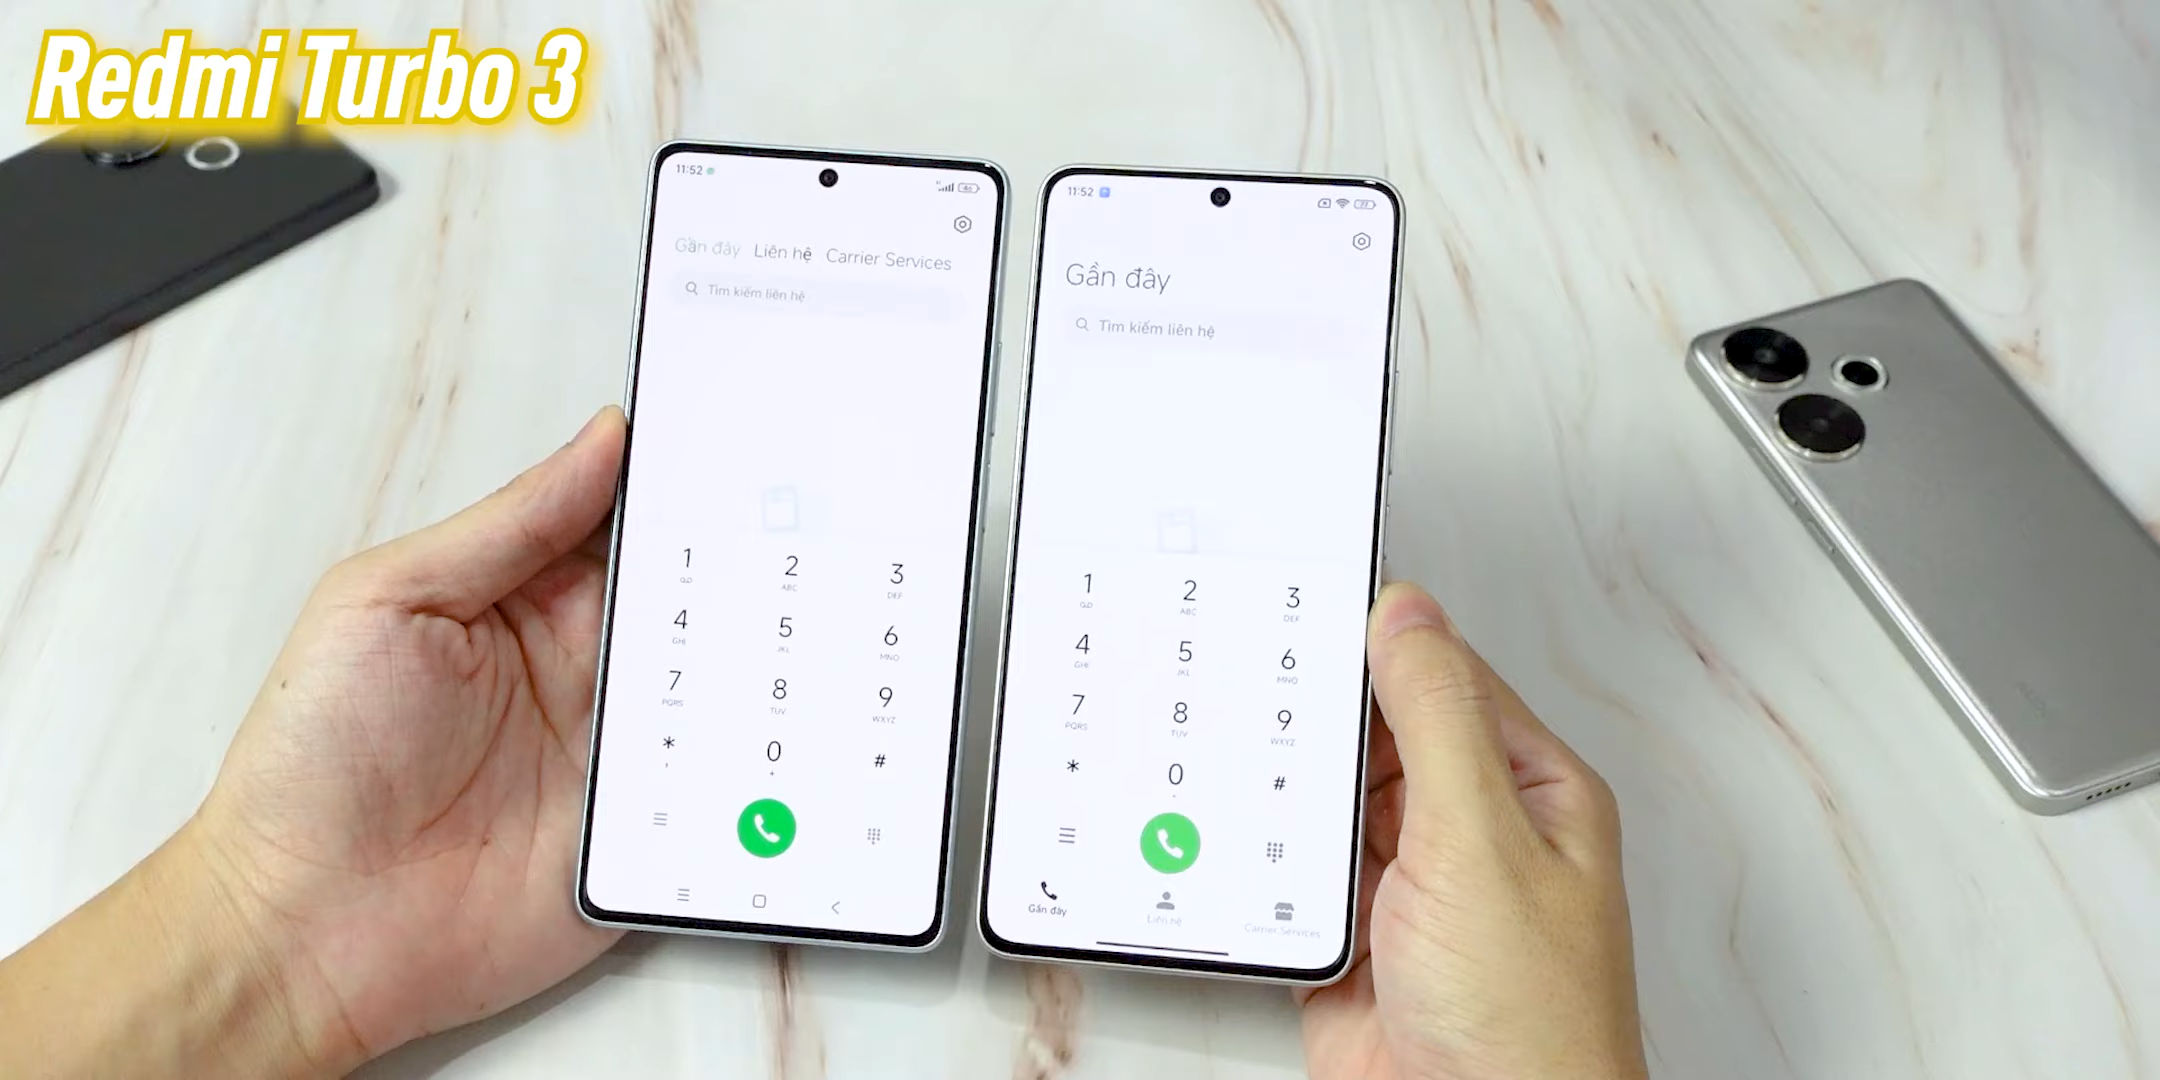 Redmi Turbo 3
11:52
Gần đây Liên hệ Carrier Services
Tìm kiếm liên hệ
1 2 3
ABC DEF
4 5 6
GHI JKL MNO
7 8 9
PQRS TUV WXYZ
* 0 #
, +
11:52
27
Gần đây
Tìm kiếm liên hệ
1 2 3
ABC DEF
4 5 6
GHI JKL MNO
7 8 9
PQRS TUV WXYZ
* 0 #
Gần đây Liên hệ Carrier Services